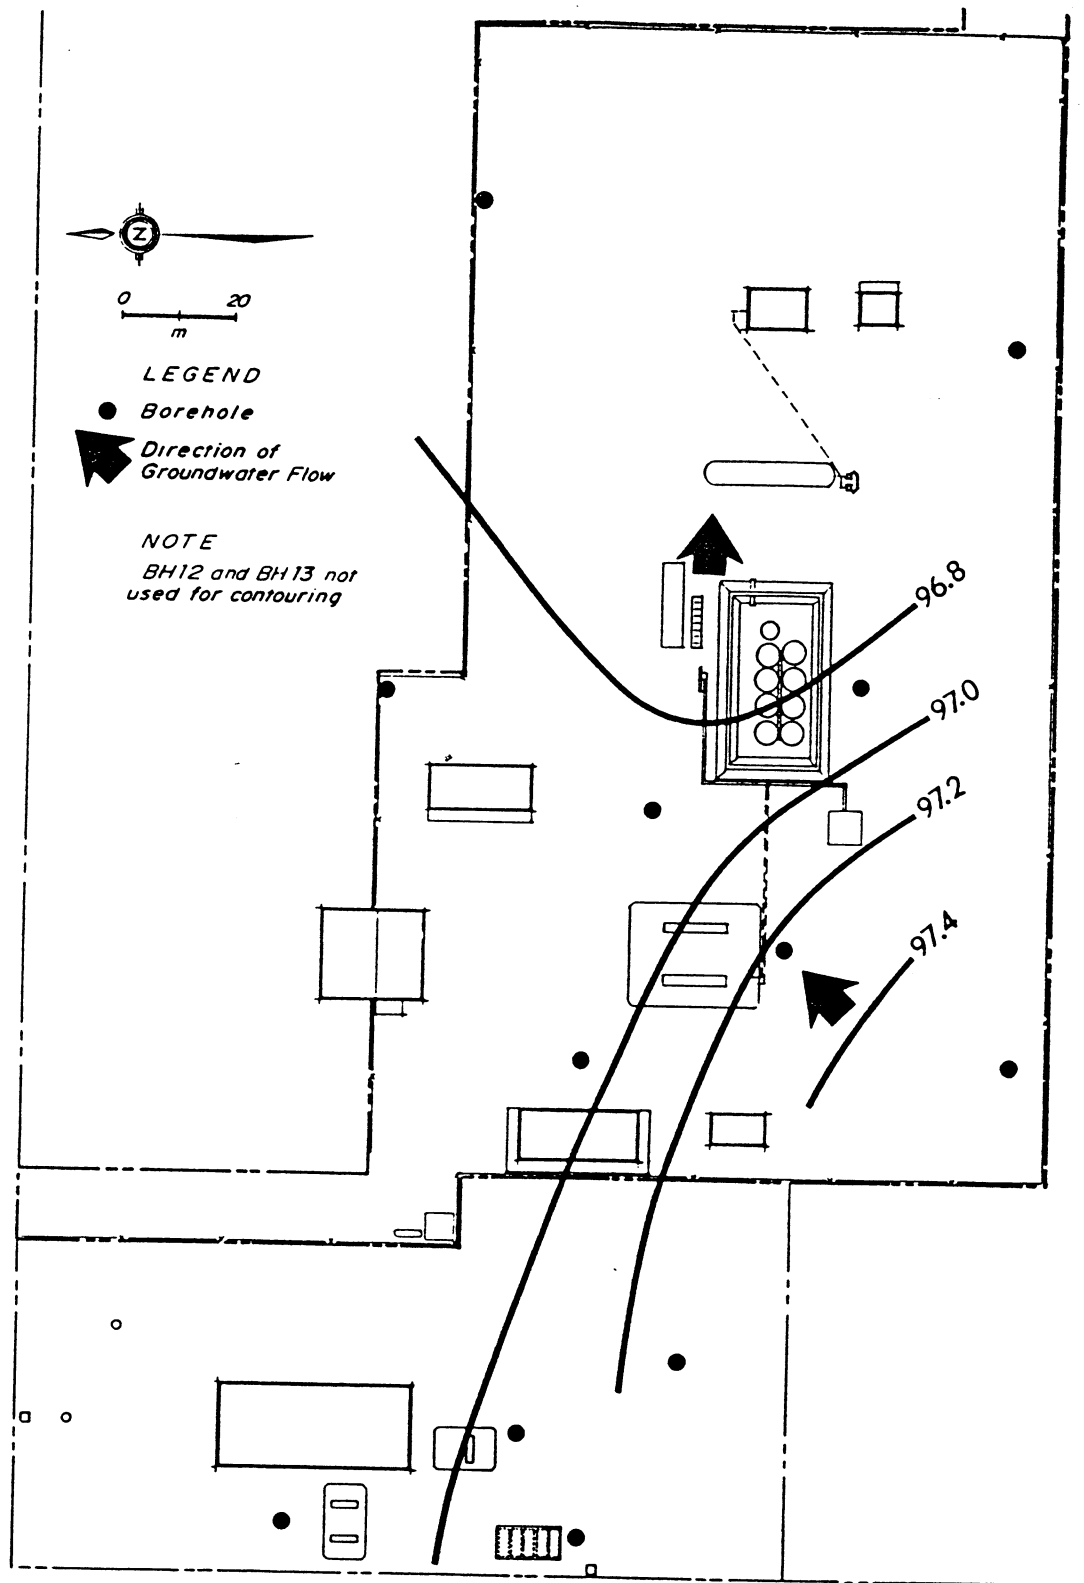 Z
0 20
m
LEGEND
Borehole
Direction of
Groundwater Flow
NOTE
BH12 and BH13 not
used for contouring
96.8
97.0
97.2
97.4